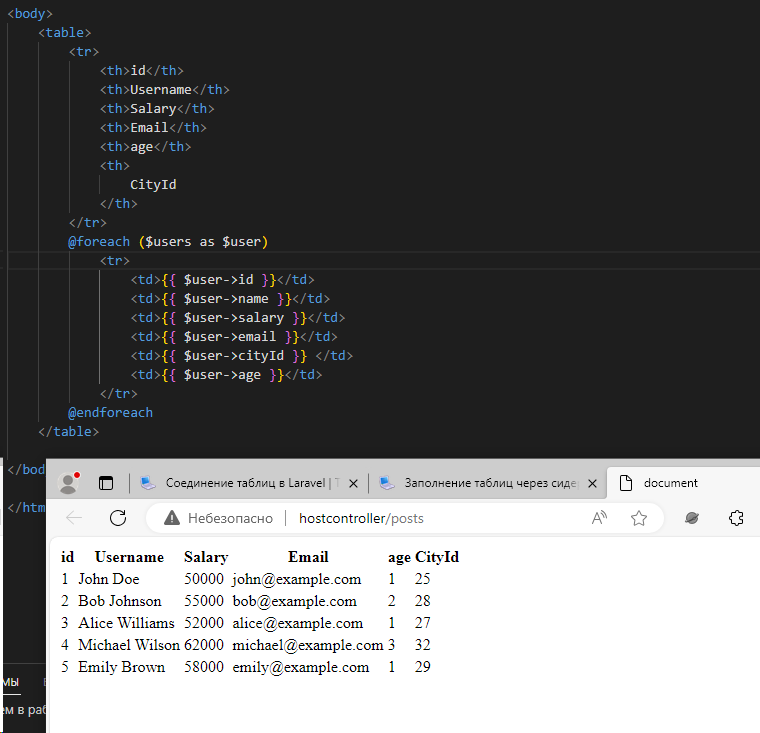 <body>
<table>
<tr>
<th>id</th>
<th>Username</th>
<th>Salary</th>
<th>Email</th>
<th>age</th>
<th>
CityId
</th>
</tr>
@foreach ($users as $user)
<tr>
<td>{{ $user->id }}</td>
<td>{{ $user->name }}</td>
<td>{{ $user->salary }}</td>
<td>{{ $user->email }}</td>
<td>{{ $user->cityId }} </td>
<td>{{ $user->age }}</td>
</tr>
@endforeach
</table>
</bod
</htm
Соединение таблиц в Laravel | Заполнение таблиц через сиде document
Небезопасно hostcontroller/posts
id Username Salary Email age CityId
1 John Doe 50000 john@example.com 1 25
2 Bob Johnson 55000 bob@example.com 2 28
3 Alice Williams 52000 alice@example.com 1 27
4 Michael Wilson 62000 michael@example.com 3 32
5 Emily Brown 58000 emily@example.com 1 29
мы
ем в раб